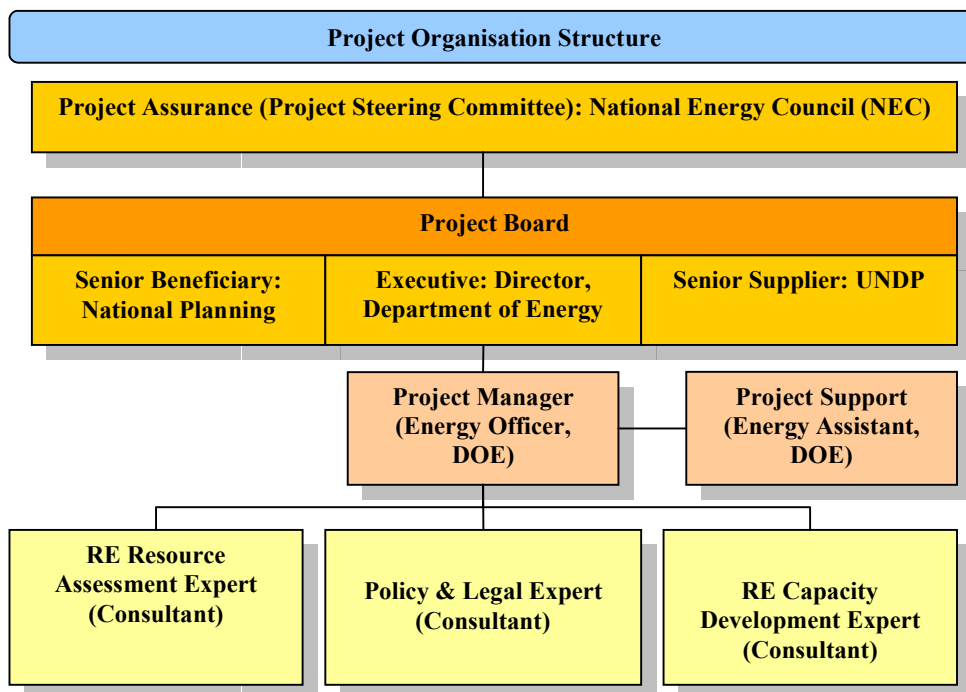 Project Organisation Structure
Project Assurance (Project Steering Committee): National Energy Council (NEC)
Project Board
Senior Beneficiary:
National Planning
Executive: Director,
Department of Energy
Senior Supplier: UNDP
Project Manager
(Energy Officer,
DOE)
Project Support
(Energy Assistant,
DOE)
RE Resource
Assessment Expert
(Consultant)
Policy & Legal Expert
(Consultant)
RE Capacity
Development Expert
(Consultant)